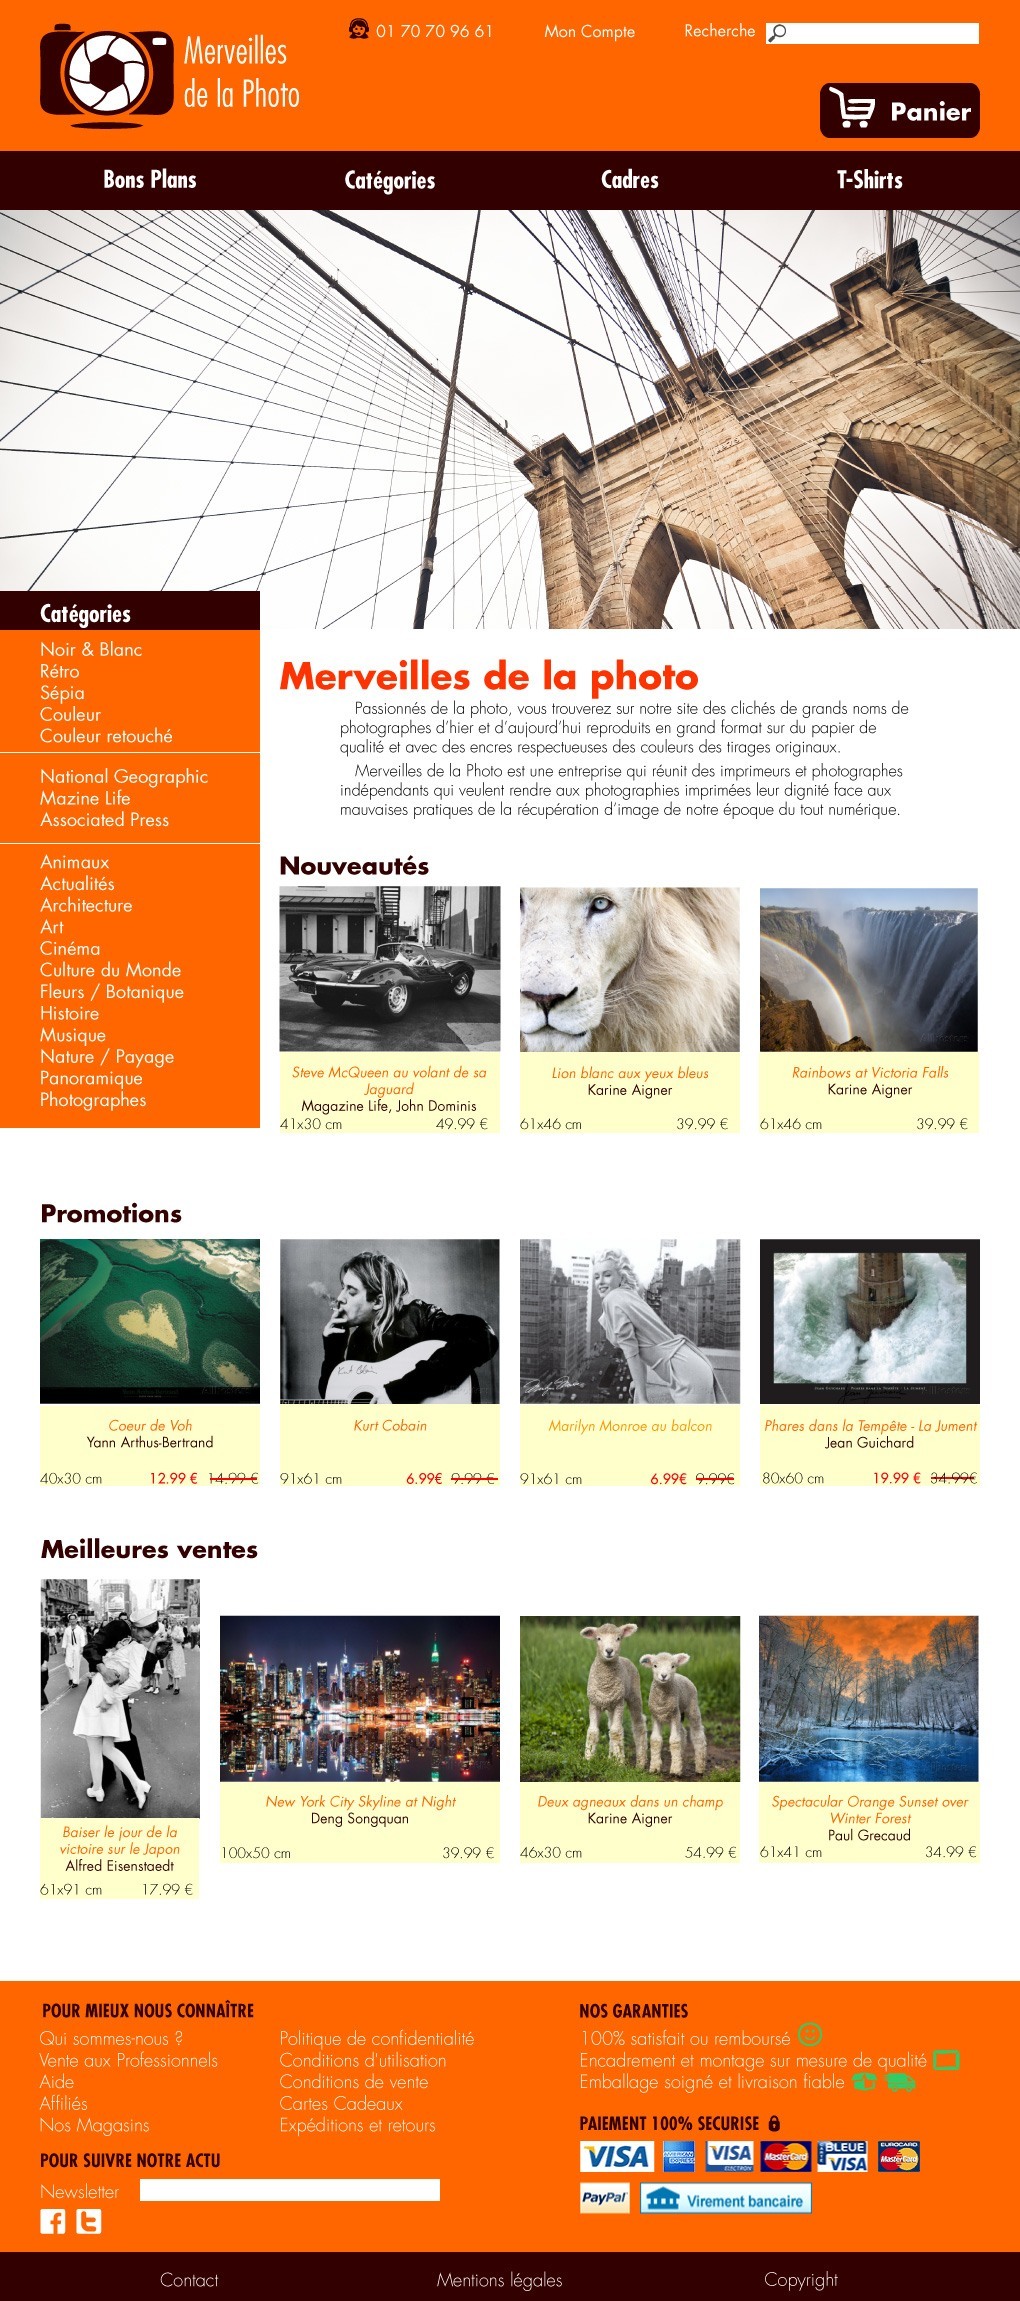 Merveilles
de la Photo
01 70 70 96 61
Mon Compte
Recherche
Panier
Bons Plans
Catégories
Cadres
T-Shirts
Catégories
Noir & Blanc
Rétro
Sépia
Couleur
Couleur retouché
National Geographic
Mazine Life
Associated Press
Animaux
Actualités
Architecture
Art
Cinéma
Culture du Monde
Fleurs / Botanique
Histoire
Musique
Nature / Payage
Panoramique
Photographes
Merveilles de la photo
Passionnés de la photo, vous trouverez sur notre site des clichés de grands noms de
photographes d'hier et d'aujourd'hui reproduits en grand format sur du papier de
qualité et avec des encres respectueuses des couleurs des tirages originaux.
Merveilles de la Photo est une entreprise qui réunit des imprimeurs et photographes
indépendants qui veulent rendre aux photographies imprimées leur dignité face aux
mauvaises pratiques de la récupération d'image de notre époque du tout numérique.
Nouveautés
Steve McQueen au volant de sa
Jaguard
Magazine Life, John Dominis
41x30 cm 49.99 €
Lion blanc aux yeux bleus
Karine Aigner
61x46 cm 39.99 €
Rainbows at Victoria Falls
Karine Aigner
61x46 cm 39.99 €
Promotions
Coeur de Voh
Yann Arthus-Bertrand
40x30 cm 12.99 € 14.99 €
Kurt Cobain
Kurt Cobain
91x61 cm 6.99€ 9.99 €
Marilyn Monroe
Marilyn Monroe au balcon
91x61 cm 6.99€ 9.99€
Phares dans la Tempête - La Jument
Jean Guichard
80x60 cm 19.99 € 34.99€
Meilleures ventes
Baiser le jour de la
victoire sur le Japon
Alfred Eisenstaedt
61x91 cm 17.99 €
New York City Skyline at Night
Deng Songquan
100x50 cm 39.99 €
Deux agneaux dans un champ
Karine Aigner
46x30 cm 54.99 €
Spectacular Orange Sunset over
Winter Forest
Paul Grecaud
61x41 cm 34.99 €
POUR MIEUX NOUS CONNAÎTRE
Qui sommes-nous ?
Vente aux Professionnels
Aide
Affiliés
Nos Magasins
Politique de confidentialité
Conditions d'utilisation
Conditions de vente
Cartes Cadeaux
Expéditions et retours
POUR SUIVRE NOTRE ACTU
Newsletter
NOS GARANTIES
100% satisfait ou remboursé
Encadrement et montage sur mesure de qualité
Emballage soigné et livraison fiable
PAIEMENT 100% SECURISE
VISA
AMERICAN EXPRESS
VISA ELECTRON
MasterCard
BLEUE VISA
EUROCARD MasterCard
PayPal
Virement bancaire
Contact
Mentions légales
Copyright